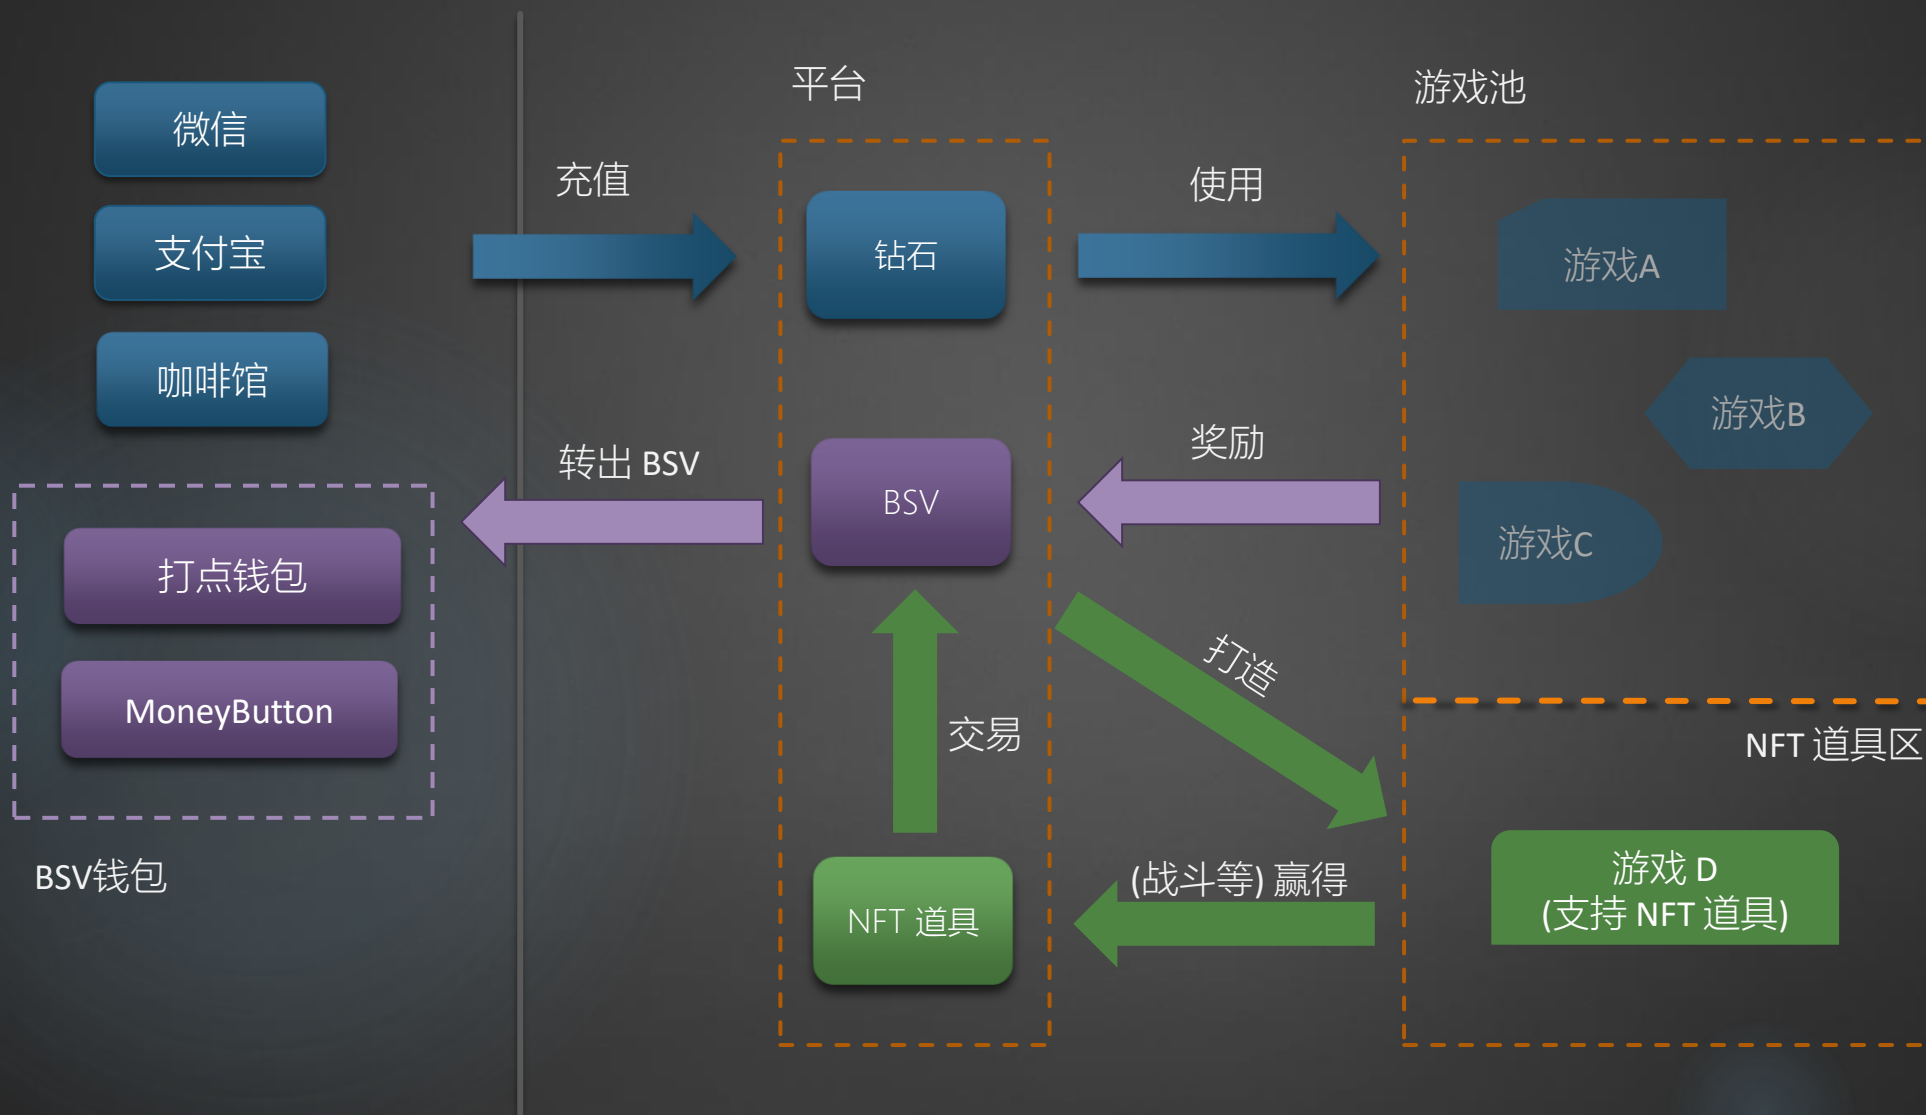 微信
支付宝
咖啡馆
打点钱包
MoneyButton
BSV钱包
充值
转出 BSV
平台
钻石
BSV
交易
NFT 道具
使用
奖励
打造
(战斗等) 赢得
游戏池
游戏A
游戏B
游戏C
NFT 道具区
游戏 D
(支持 NFT 道具)